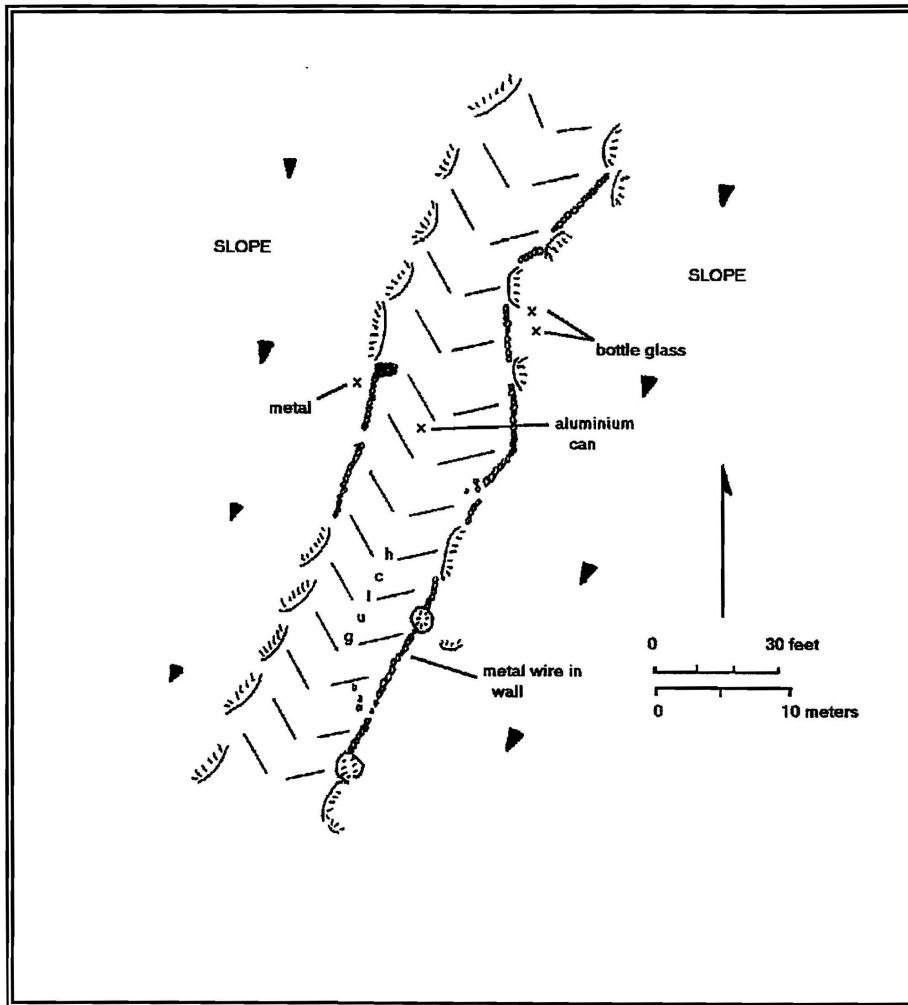 SLOPE
SLOPE
bottle glass
metal
aluminium
can
h
c
l
u
g
0 30 feet
metal wire in
wall
0 10 meters